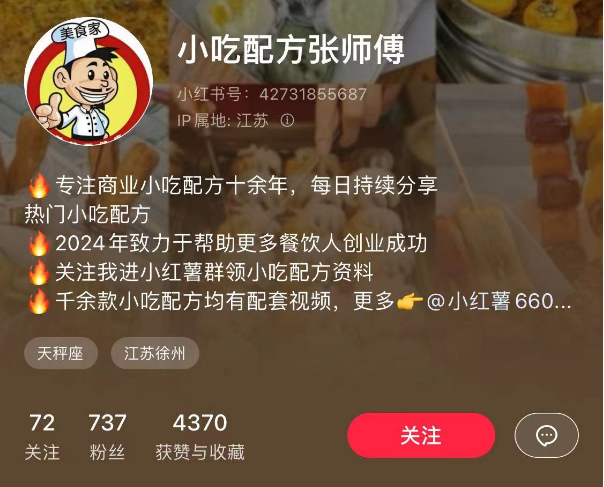 美食家
小吃配方张师傅
小红书号：42731855687
IP属地：江苏
🔥专注商业小吃配方十余年，每日持续分享
热门小吃配方
🔥2024年致力于帮助更多餐饮人创业成功
🔥关注我进小红薯群领小吃配方资料
🔥千余款小吃配方均有配套视频，更多👉@小红薯660...
天秤座 江苏徐州
72 737 4370
关注 粉丝 获赞与收藏
关注